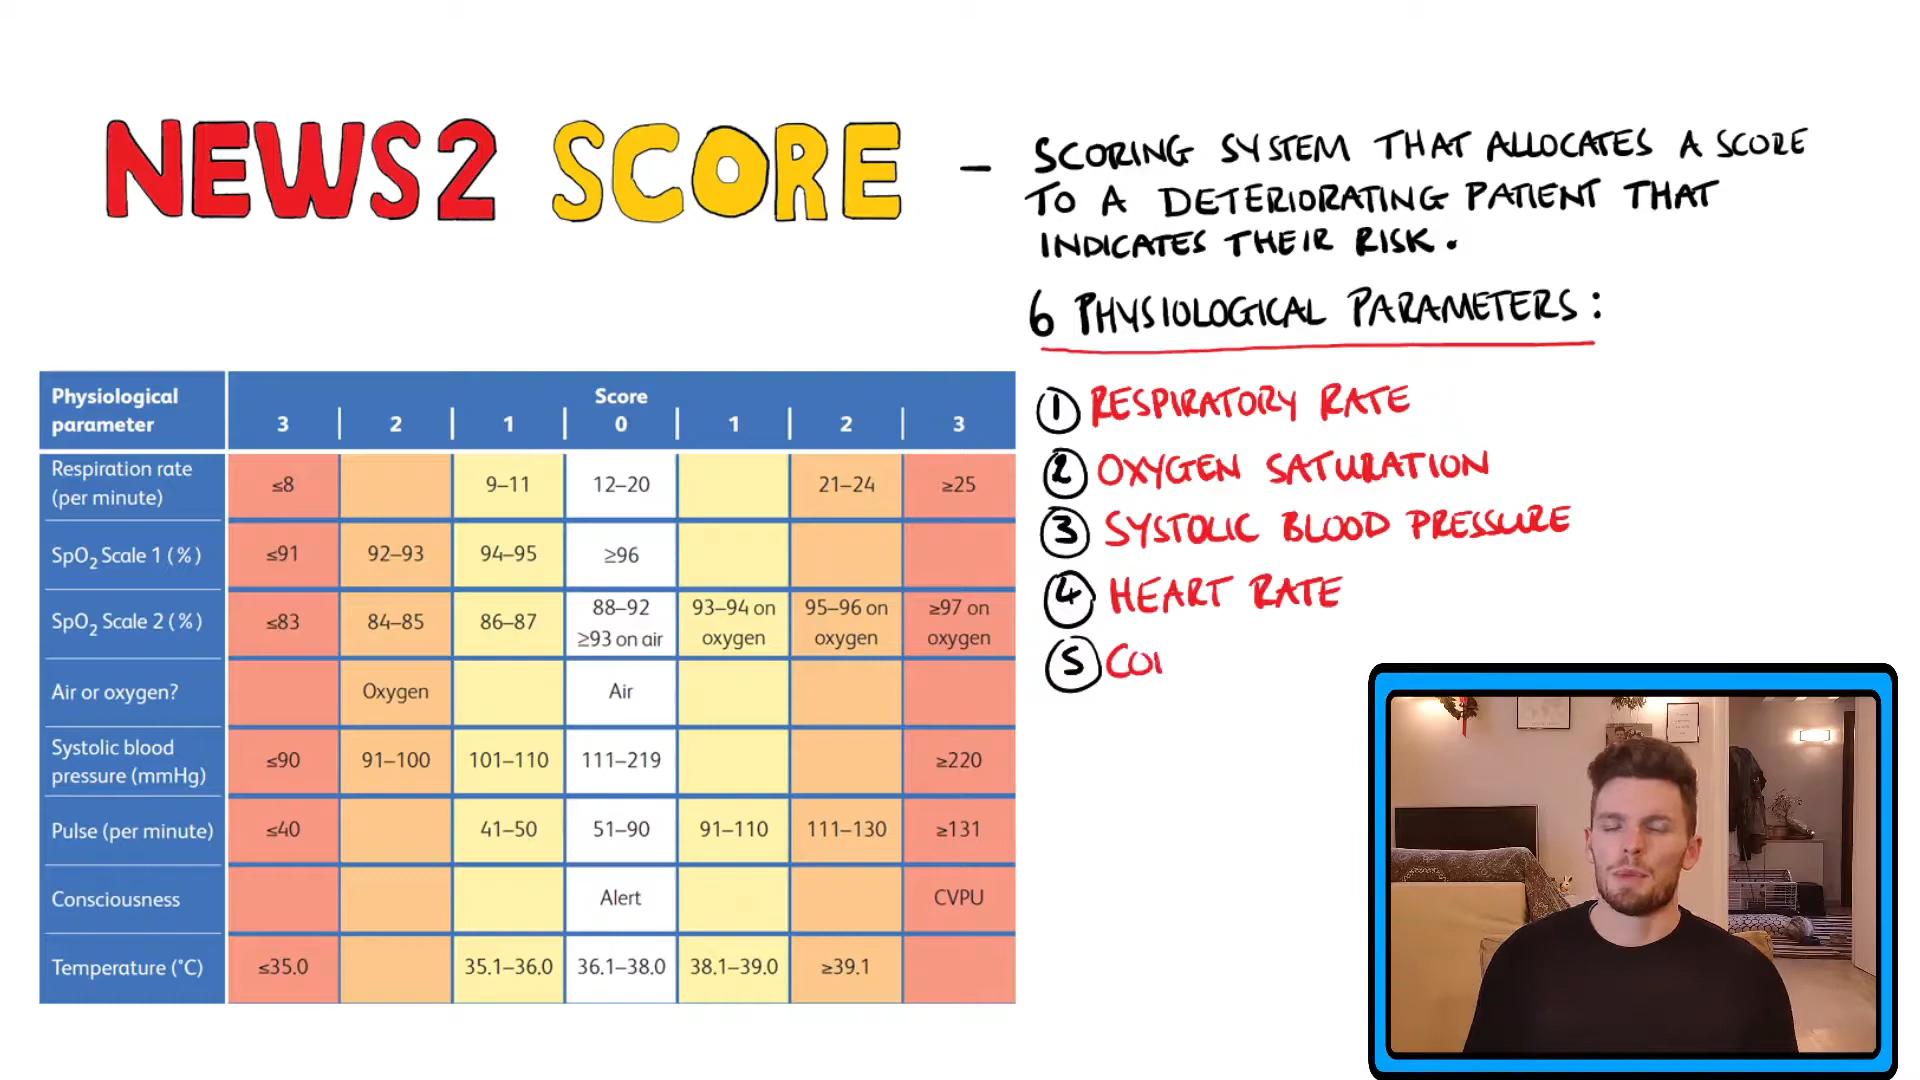 NEWS2 SCORE
- SCORING SYSTEM THAT ALLOCATES A SCORE
TO A DETERIORATING PATIENT THAT
INDICATES THEIR RISK.
6 PHYSIOLOGICAL PARAMETERS:
① RESPIRATORY RATE
② OXYGEN SATURATION
③ SYSTOLIC BLOOD PRESSURE
④ HEART RATE
⑤ CO
Physiological parameter Score
3 2 1 0 1 2 3
Respiration rate (per minute) ≤8 9–11 12–20 21–24 ≥25
SpO₂ Scale 1 (%) ≤91 92–93 94–95 ≥96
SpO₂ Scale 2 (%) ≤83 84–85 86–87 88–92 ≥93 on air 93–94 on oxygen 95–96 on oxygen ≥97 on oxygen
Air or oxygen? Oxygen Air
Systolic blood pressure (mmHg) ≤90 91–100 101–110 111–219 ≥220
Pulse (per minute) ≤40 41–50 51–90 91–110 111–130 ≥131
Consciousness Alert CVPU
Temperature (°C) ≤35.0 35.1–36.0 36.1–38.0 38.1–39.0 ≥39.1